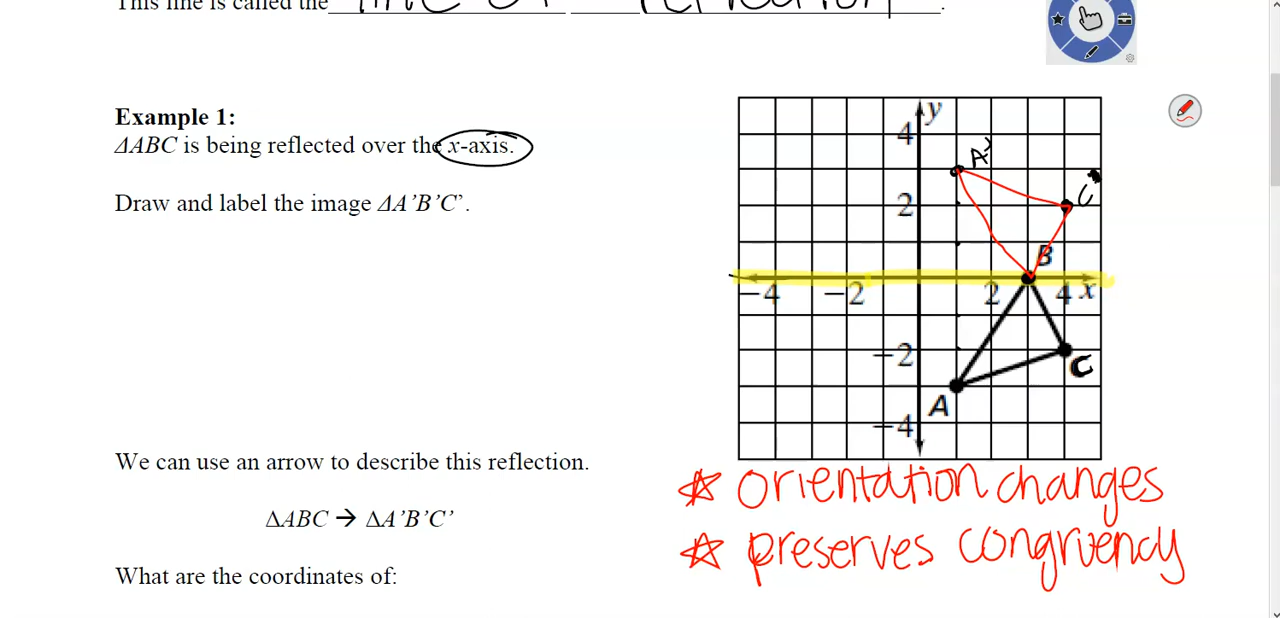 This line is called the line of reflection.
Example 1:
ΔABC is being reflected over the x-axis.
Draw and label the image ΔA’B’C’.
y
4
A'
2
C'
B
-4
-2
2
4
x
-2
C
A
-4
We can use an arrow to describe this reflection.
ΔABC → ΔA’B’C’
What are the coordinates of:
☆ orientation changes
☆ preserves congruency